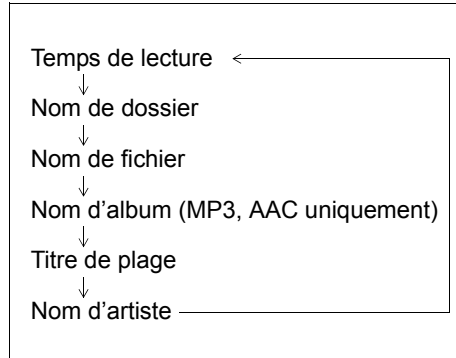 Temps de lecture
Nom de dossier
Nom de fichier
Nom d’album (MP3, AAC uniquement)
Titre de plage
Nom d’artiste